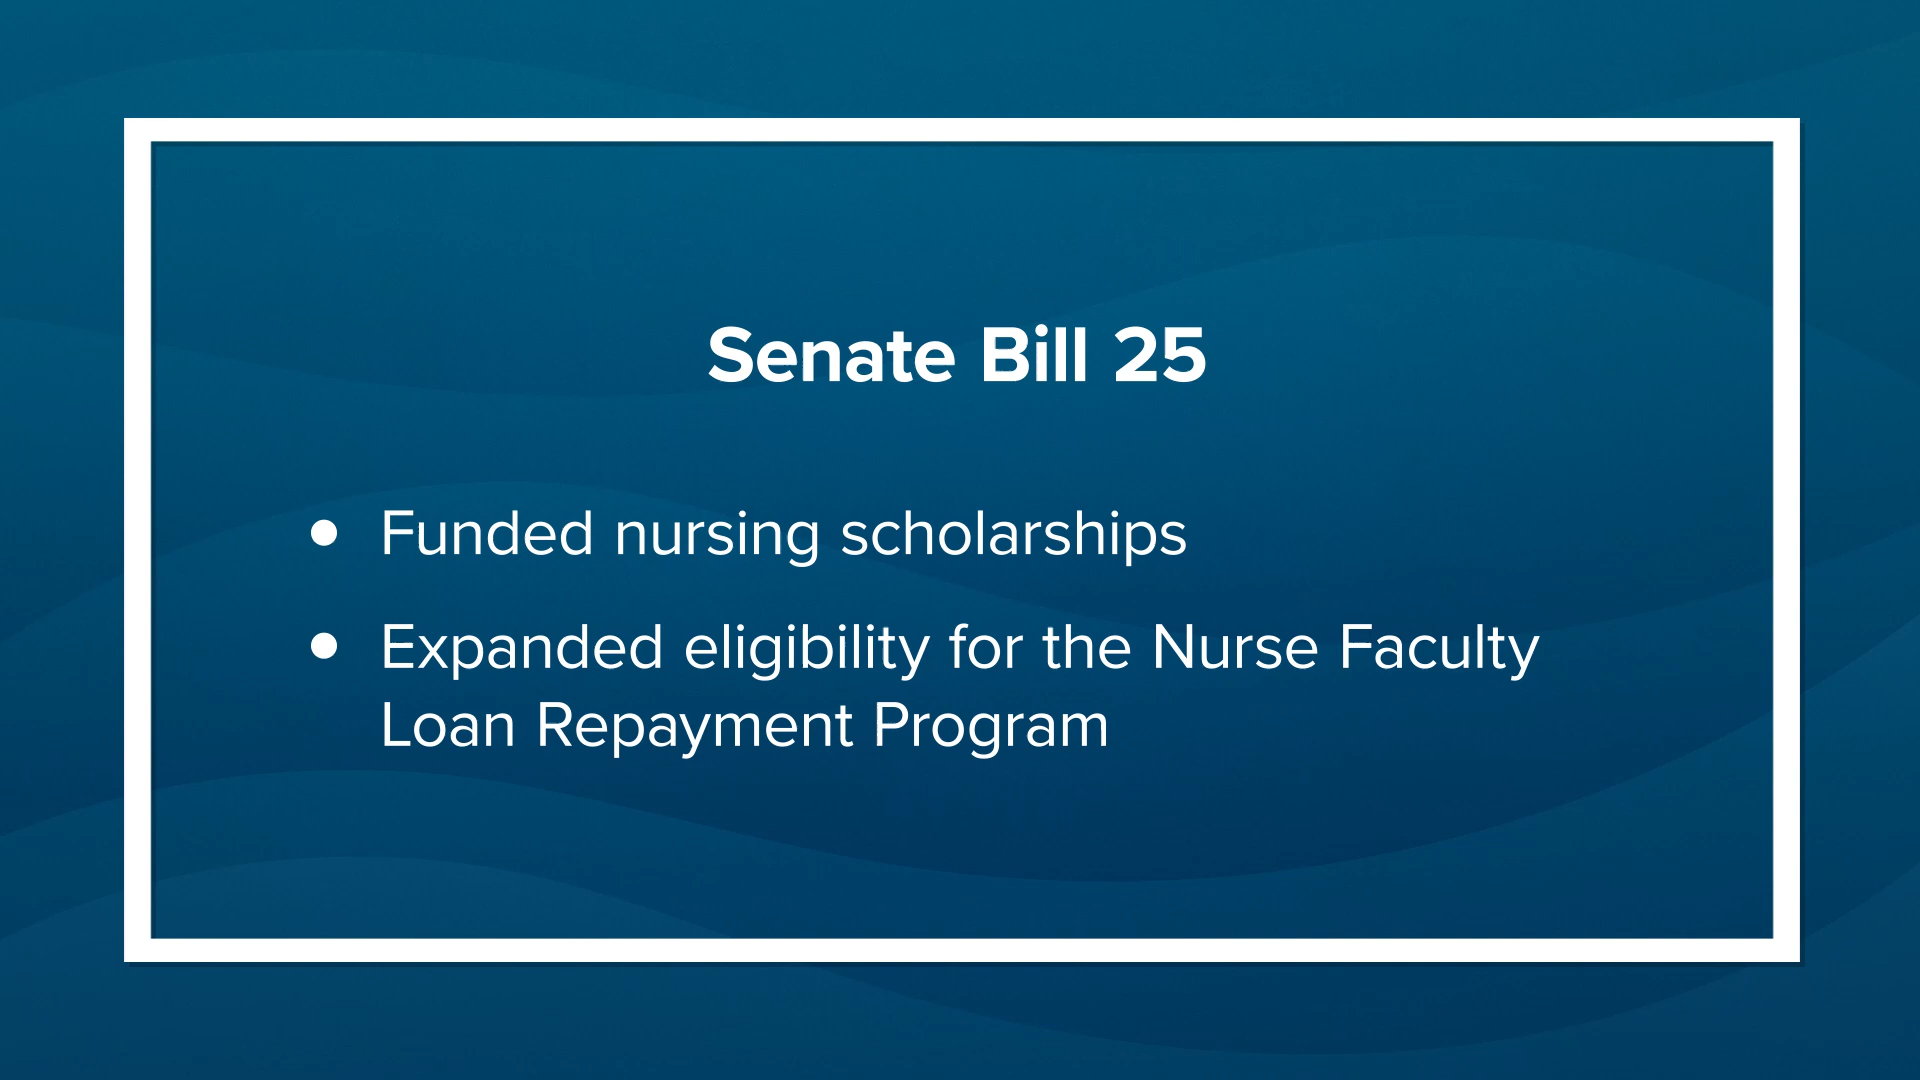 Senate Bill 25
● Funded nursing scholarships
● Expanded eligibility for the Nurse Faculty
Loan Repayment Program